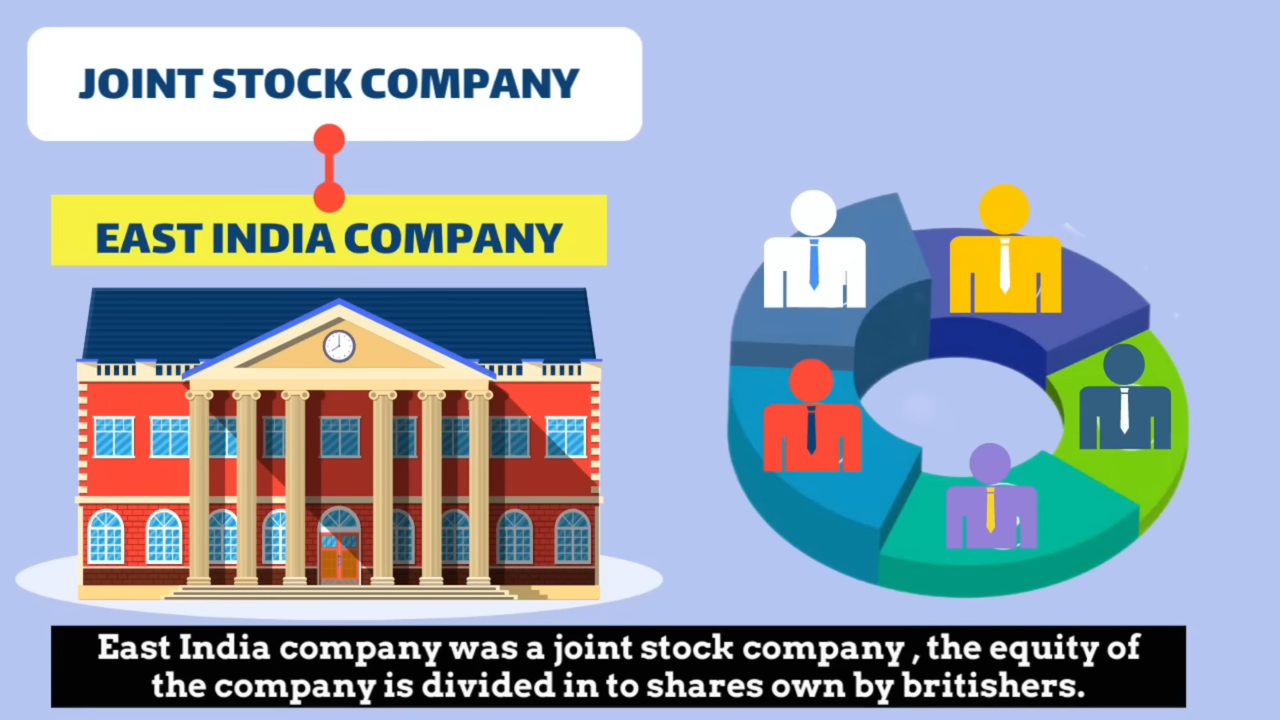 JOINT STOCK COMPANY
EAST INDIA COMPANY
East India company was a joint stock company , the equity of
the company is divided in to shares own by britishers.